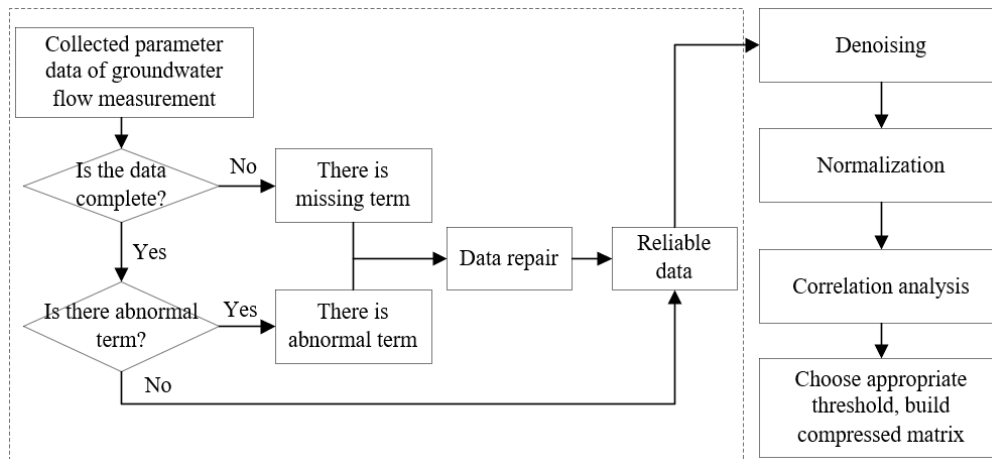 Collected parameter
data of groundwater
flow measurement
Is the data
complete?
No
There is
missing term
Yes
Is there abnormal
term?
Yes
There is
abnormal term
No
Data repair
Reliable
data
Denoising
Normalization
Correlation analysis
Choose appropriate
threshold, build
compressed matrix